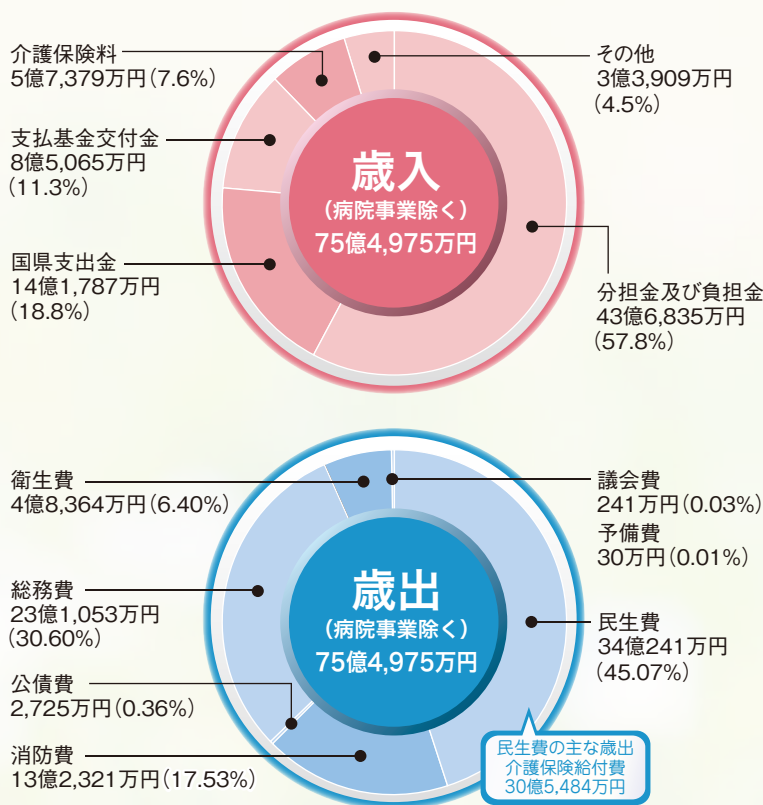 介護保険料
5億7,379万円(7.6%)
支払基金交付金
8億5,065万円
(11.3%)
国県支出金
14億1,787万円
(18.8%)
その他
3億3,909万円
(4.5%)
分担金及び負担金
43億6,835万円
(57.8%)
歳入
(病院事業除く)
75億4,975万円
衛生費
4億8,364万円(6.40%)
総務費
23億1,053万円
(30.60%)
公債費
2,725万円(0.36%)
消防費
13億2,321万円(17.53%)
議会費
241万円(0.03%)
予備費
30万円(0.01%)
民生費
34億241万円
(45.07%)
歳出
(病院事業除く)
75億4,975万円
民生費の主な歳出
介護保険給付費
30億5,484万円